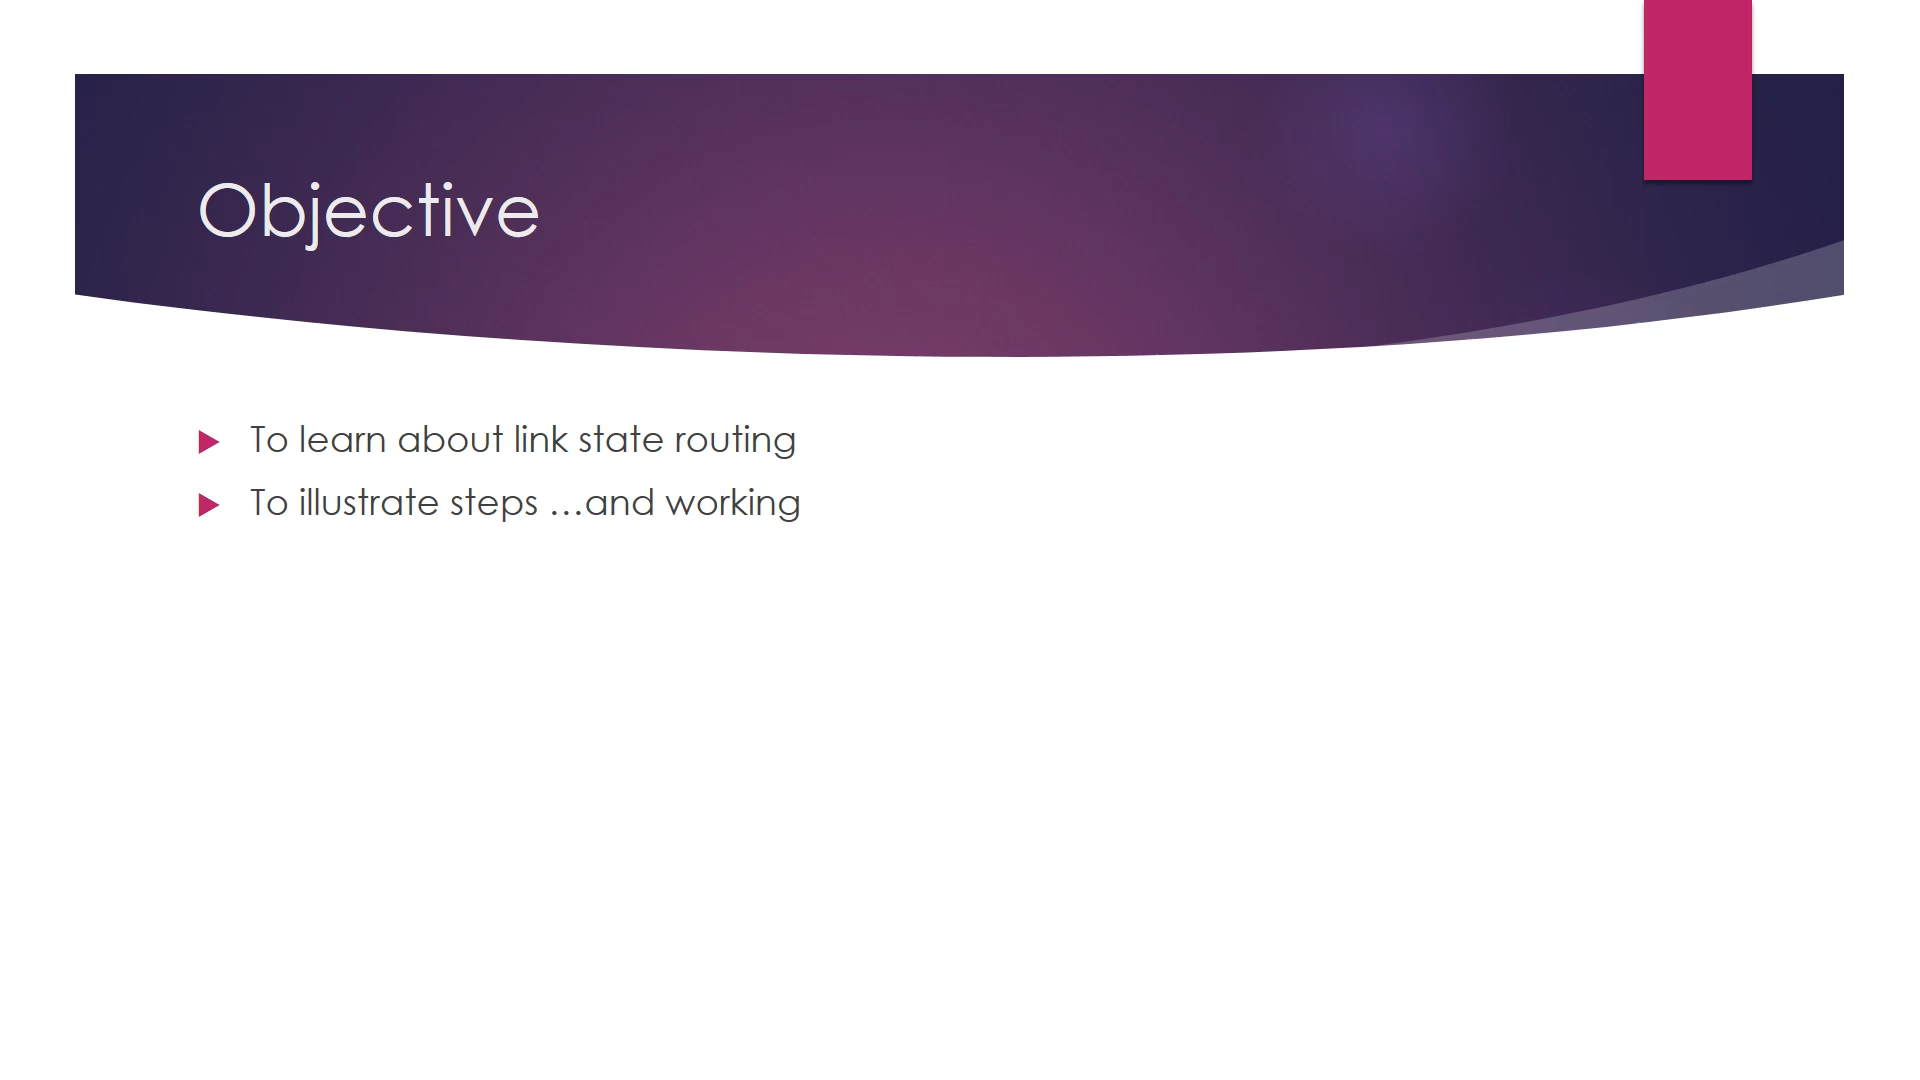 Objective
To learn about link state routing
To illustrate steps …and working